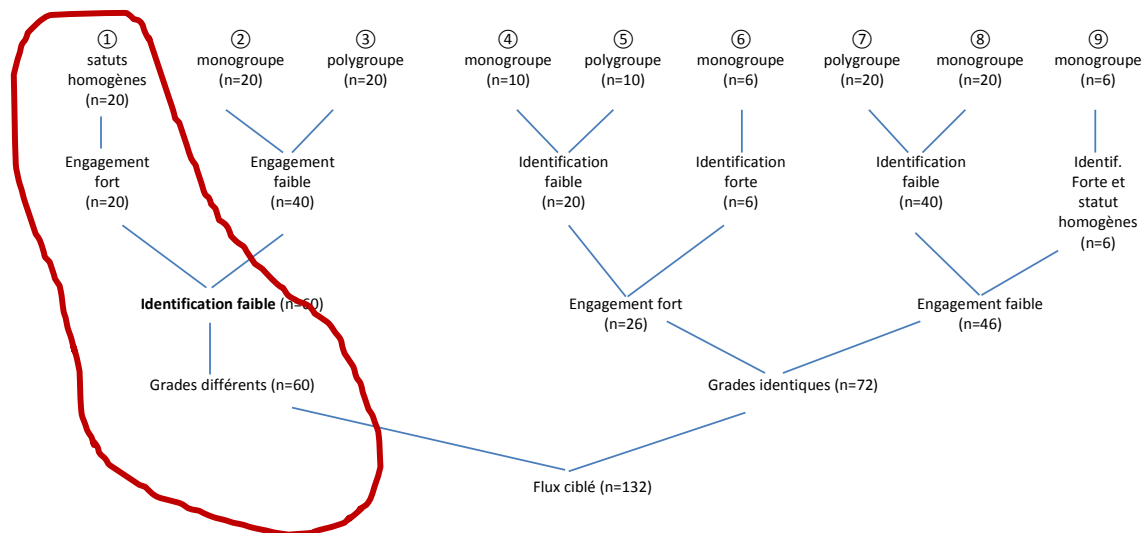 ① ② ③ ④ ⑤ ⑥ ⑦ ⑧ ⑨
satuts
homogènes
(n=20)
monogroupe
(n=20)
polygroupe
(n=20)
monogroupe
(n=10)
polygroupe
(n=10)
monogroupe
(n=6)
polygroupe
(n=20)
monogroupe
(n=20)
monogroupe
(n=6)
Engagement
fort
(n=20)
Engagement
faible
(n=40)
Identification
faible
(n=20)
Identification
forte
(n=6)
Identification
faible
(n=40)
Identif.
Forte et
statut
homogènes
(n=6)
Identification faible (n=60)
Engagement fort
(n=26)
Engagement faible
(n=46)
Grades différents (n=60)
Grades identiques (n=72)
Flux ciblé (n=132)